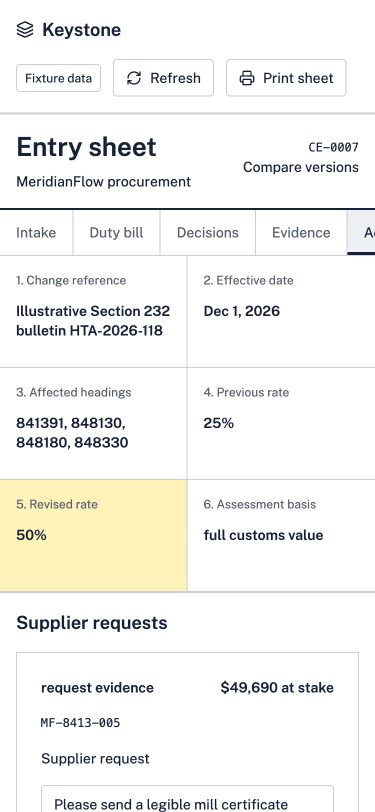 Keystone
Fixture data
Refresh
Print sheet
Entry sheet
CE-0007
Compare versions
MeridianFlow procurement
Intake
Duty bill
Decisions
Evidence
1. Change reference
Illustrative Section 232
bulletin HTA-2026-118
2. Effective date
Dec 1, 2026
3. Affected headings
841391, 848130,
848180, 848330
4. Previous rate
25%
5. Revised rate
50%
6. Assessment basis
full customs value
Supplier requests
request evidence
$49,690 at stake
MF-8413-005
Supplier request
Please send a legible mill certificate